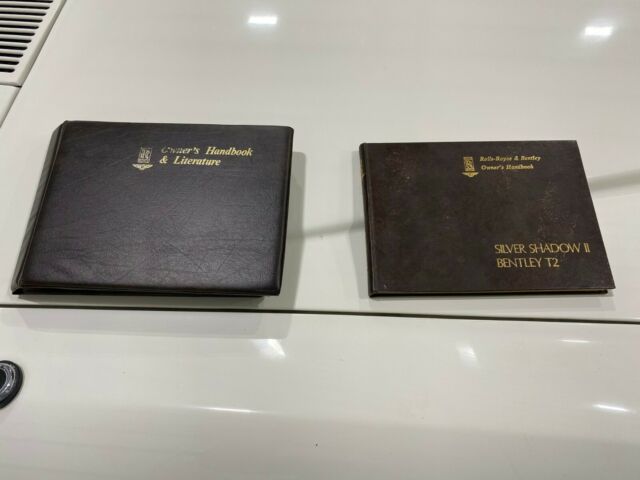 Owner's Handbook
& Literature
Rolls-Royce & Bentley
Owner's Handbook
SILVER SHADOW II
BENTLEY T2